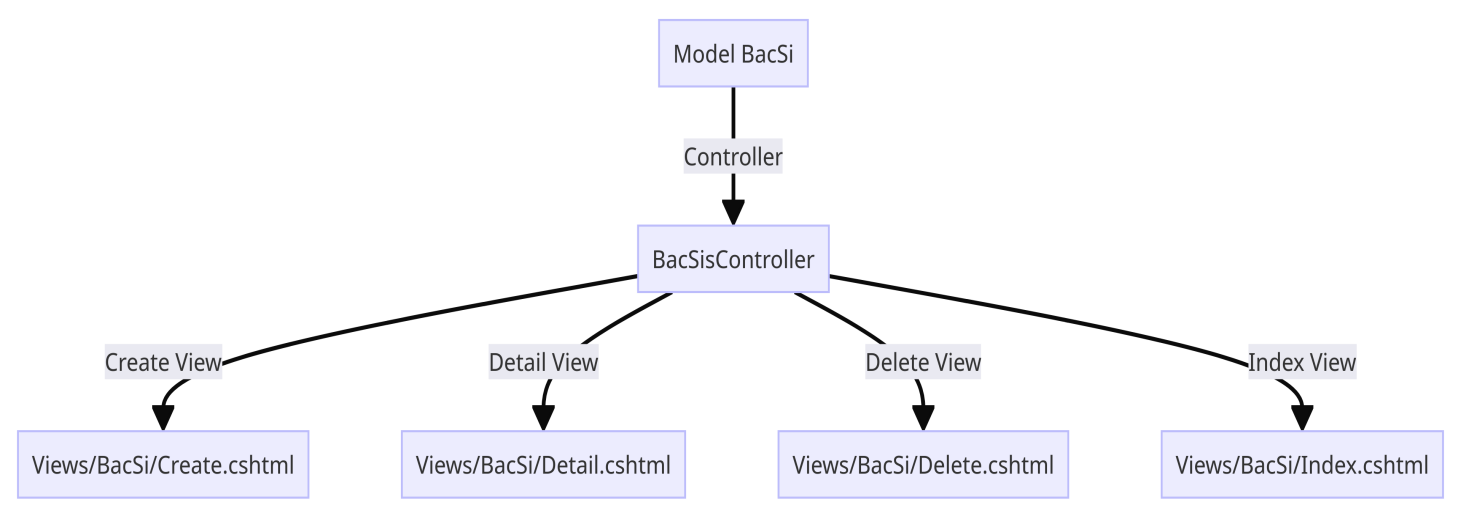 Model BacSi
Controller
BacSisController
Create View
Detail View
Delete View
Index View
Views/BacSi/Create.cshtml
Views/BacSi/Detail.cshtml
Views/BacSi/Delete.cshtml
Views/BacSi/Index.cshtml